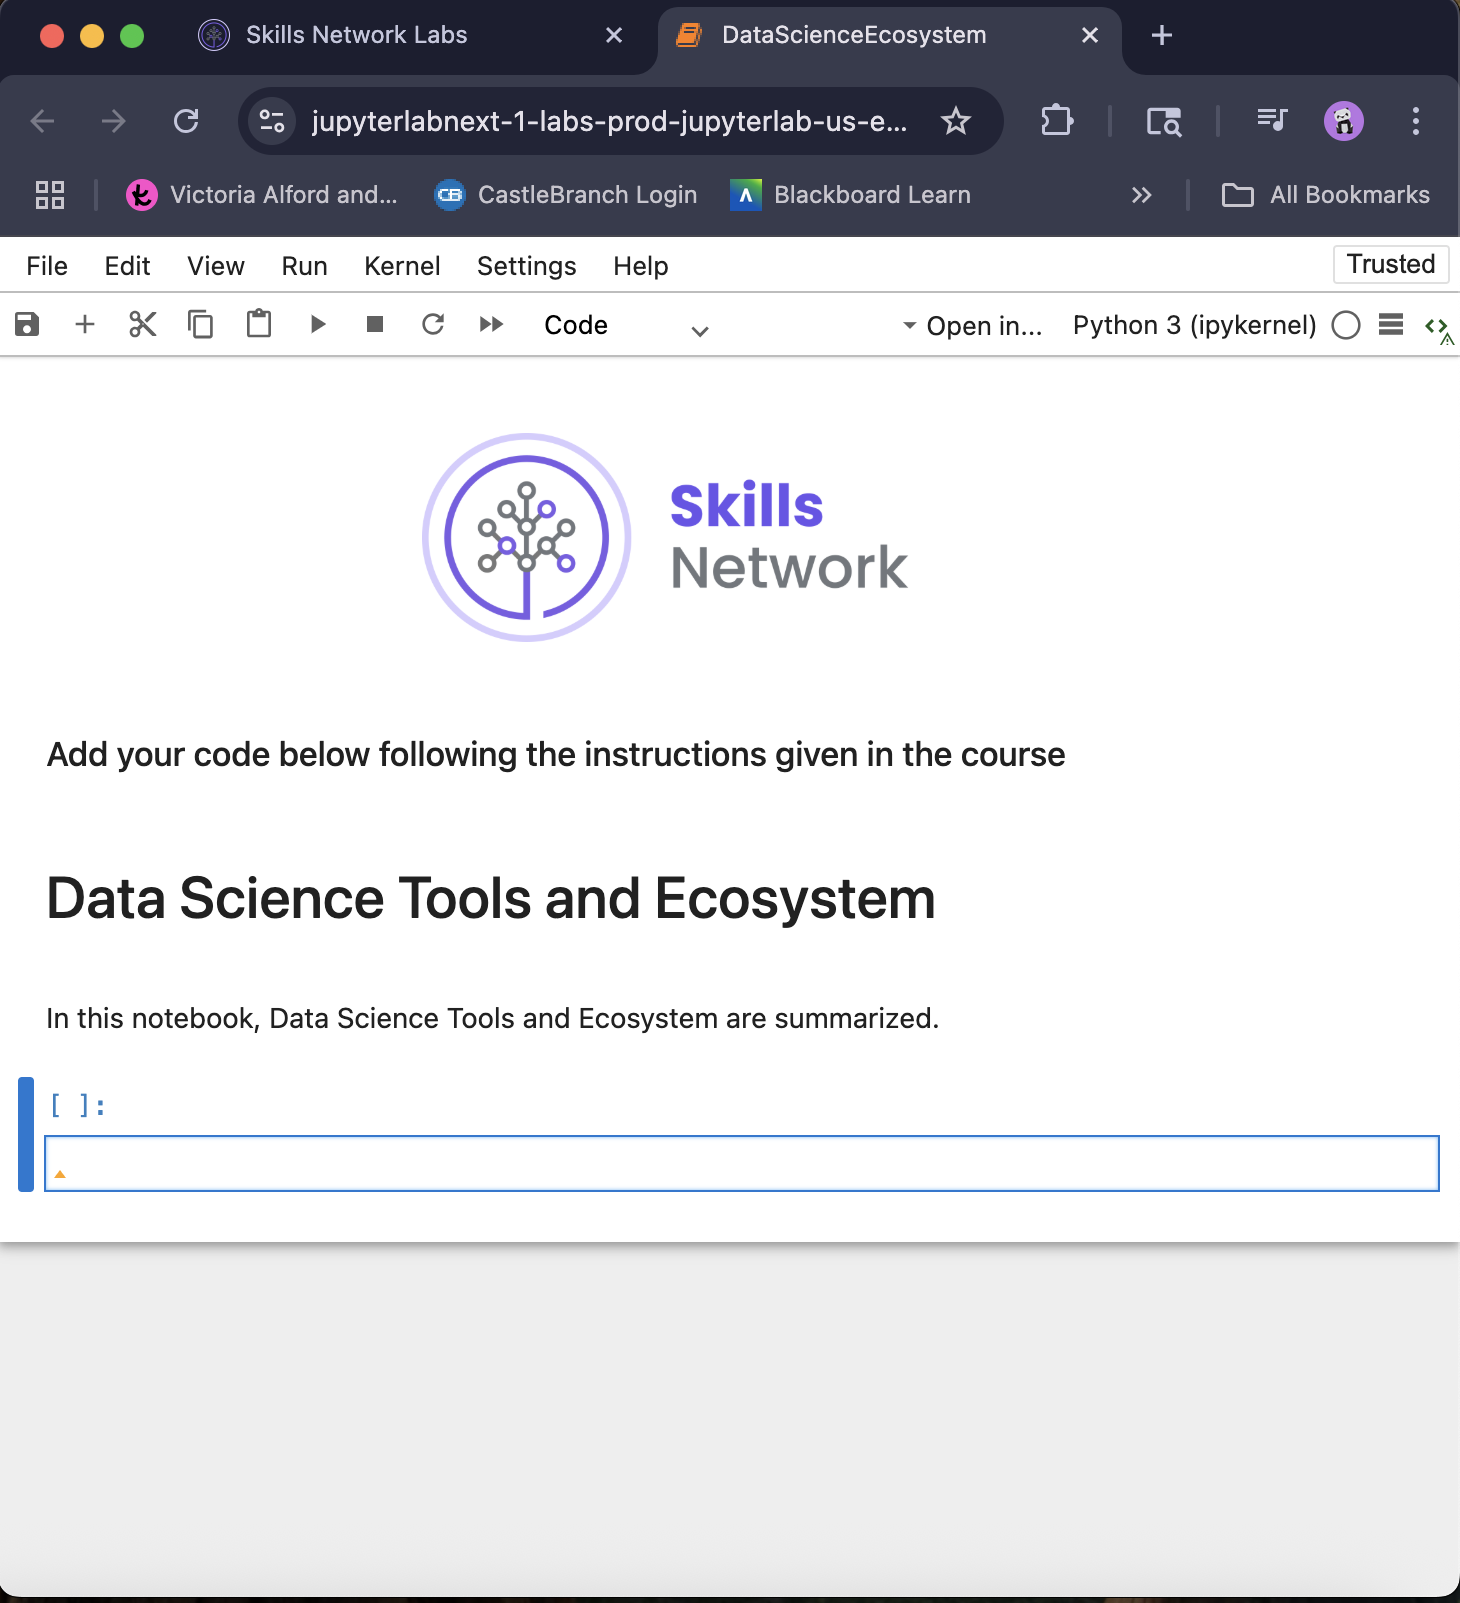 Skills Network Labs
DataScienceEcosystem
jupyterlabnext-1-labs-prod-jupyterlab-us-e...
Victoria Alford and...
CB
CastleBranch Login
Blackboard Learn
All Bookmarks
File Edit View Run Kernel Settings Help
Trusted
Code
Open in...
Python 3 (ipykernel)
Skills
Network
Add your code below following the instructions given in the course
Data Science Tools and Ecosystem
In this notebook, Data Science Tools and Ecosystem are summarized.
[ ]: